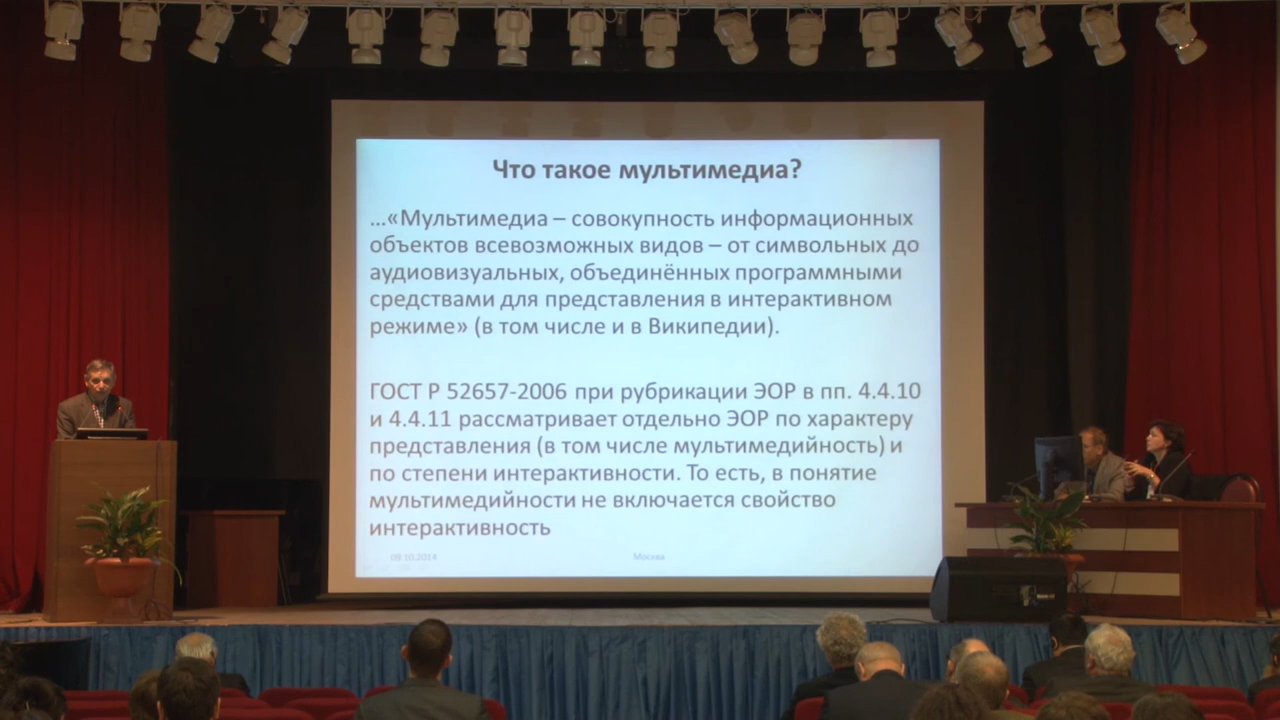 Что такое мультимедиа?
...«Мультимедиа – совокупность информационных
объектов всевозможных видов – от символьных до
аудиовизуальных, объединённых программными
средствами для представления в интерактивном
режиме» (в том числе и в Википедии).
ГОСТ Р 52657-2006 при рубрикации ЭОР в пп. 4.4.10
и 4.4.11 рассматривает отдельно ЭОР по характеру
представления (в том числе мультимедийность) и
по степени интерактивности. То есть, в понятие
мультимедийности не включается свойство
интерактивность
09.10.2014 Москва